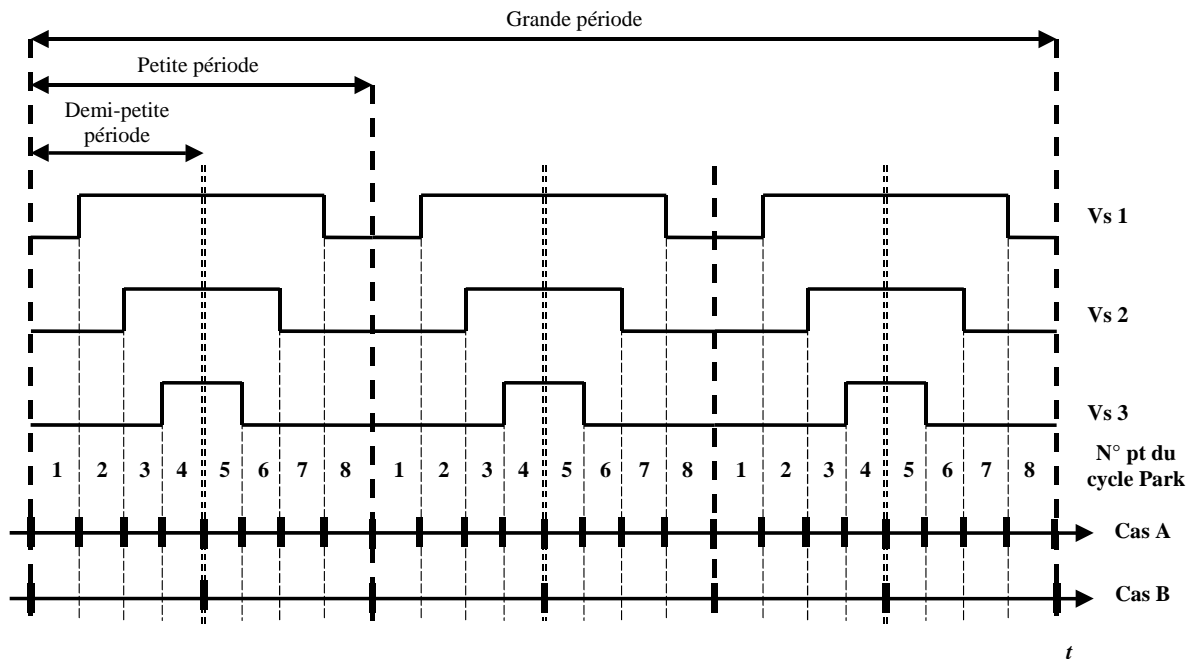 Grande période
Petite période
Demi-petite
période
Vs 1
Vs 2
Vs 3
1 2 3 4 5 6 7 8 1 2 3 4 5 6 7 8 1 2 3 4 5 6 7 8
N° pt du
cycle Park
Cas A
Cas B
t